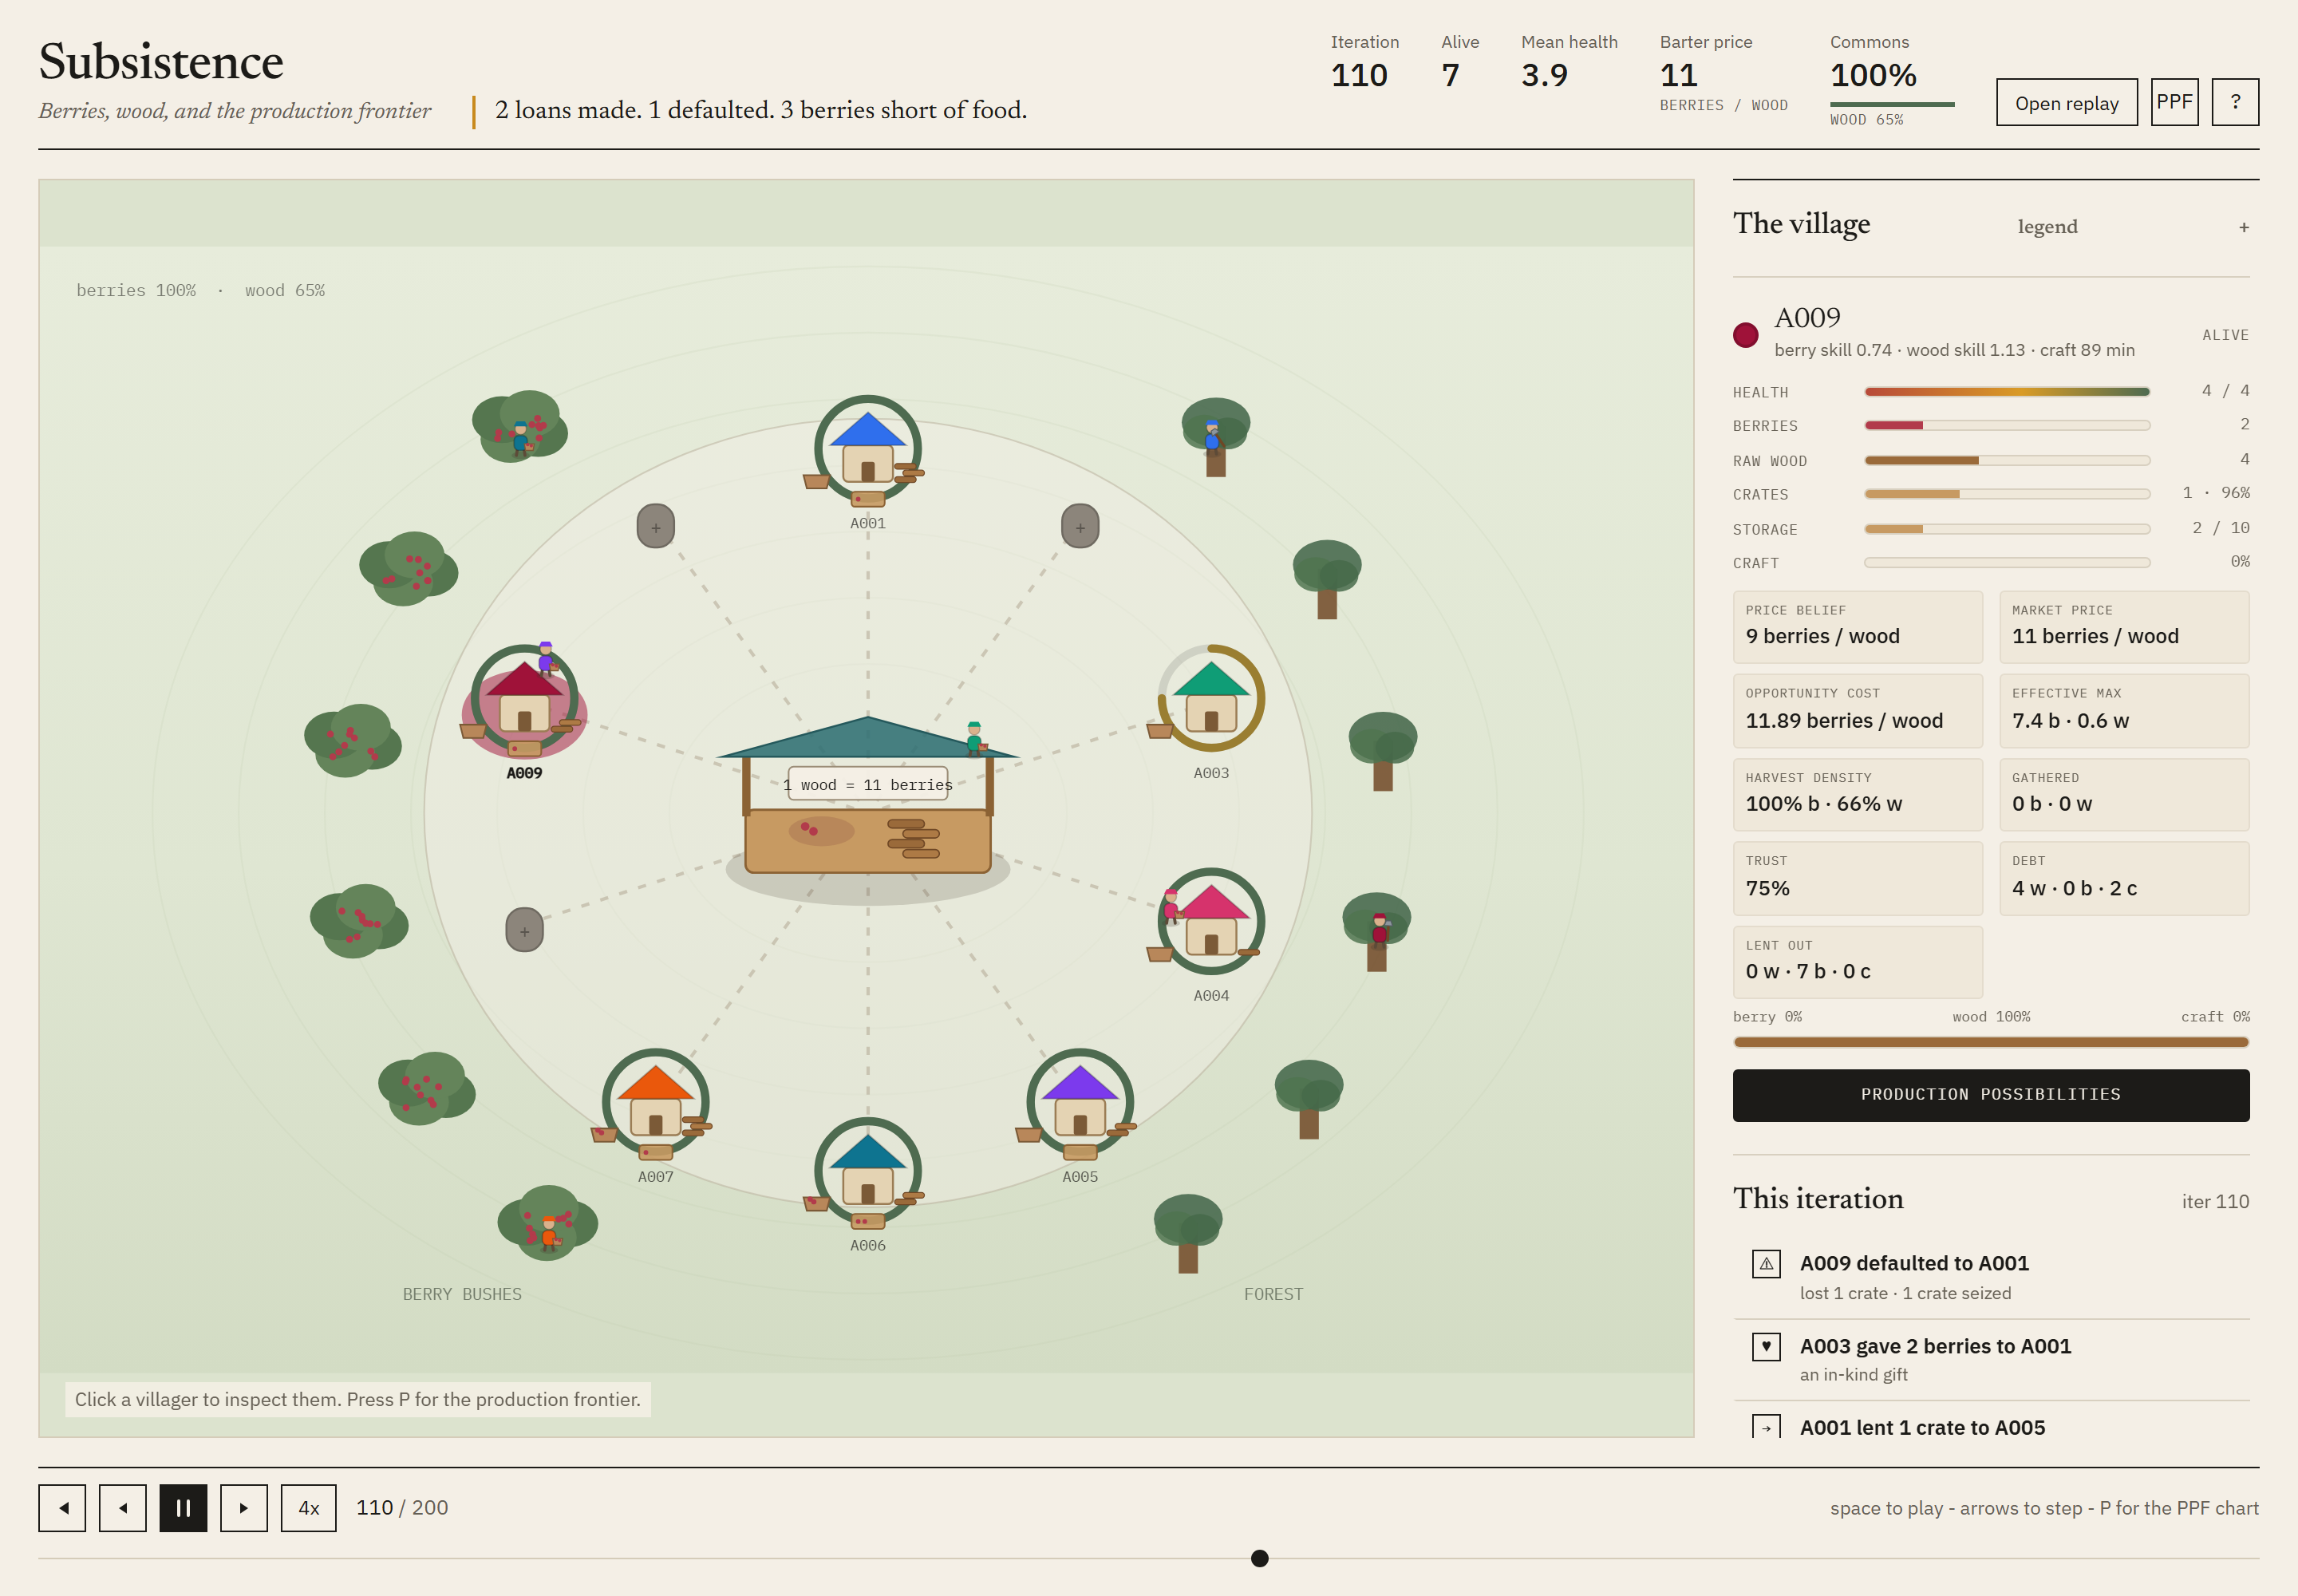 Subsistence
Berries, wood, and the production frontier
2 loans made. 1 defaulted. 3 berries short of food.
Iteration
110
Alive
7
Mean health
3.9
Barter price
11
BERRIES / WOOD
Commons
100%
WOOD 65%
Open replay
PPF
?
berries 100% · wood 65%
A001
+
+
A009
A003
1 wood = 11 berries
+
A004
A007
A005
A006
BERRY BUSHES
FOREST
Click a villager to inspect them. Press P for the production frontier.
The village
legend
+
A009
berry skill 0.74 · wood skill 1.13 · craft 89 min
ALIVE
HEALTH 4 / 4
BERRIES 2
RAW WOOD 4
CRATES 1 · 96%
STORAGE 2 / 10
CRAFT 0%
PRICE BELIEF
9 berries / wood
MARKET PRICE
11 berries / wood
OPPORTUNITY COST
11.89 berries / wood
EFFECTIVE MAX
7.4 b · 0.6 w
HARVEST DENSITY
100% b · 66% w
GATHERED
0 b · 0 w
TRUST
75%
DEBT
4 w · 0 b · 2 c
LENT OUT
0 w · 7 b · 0 c
berry 0% wood 100% craft 0%
PRODUCTION POSSIBILITIES
This iteration
iter 110
A009 defaulted to A001
lost 1 crate · 1 crate seized
A003 gave 2 berries to A001
an in-kind gift
A001 lent 1 crate to A005
4x
110 / 200
space to play - arrows to step - P for the PPF chart